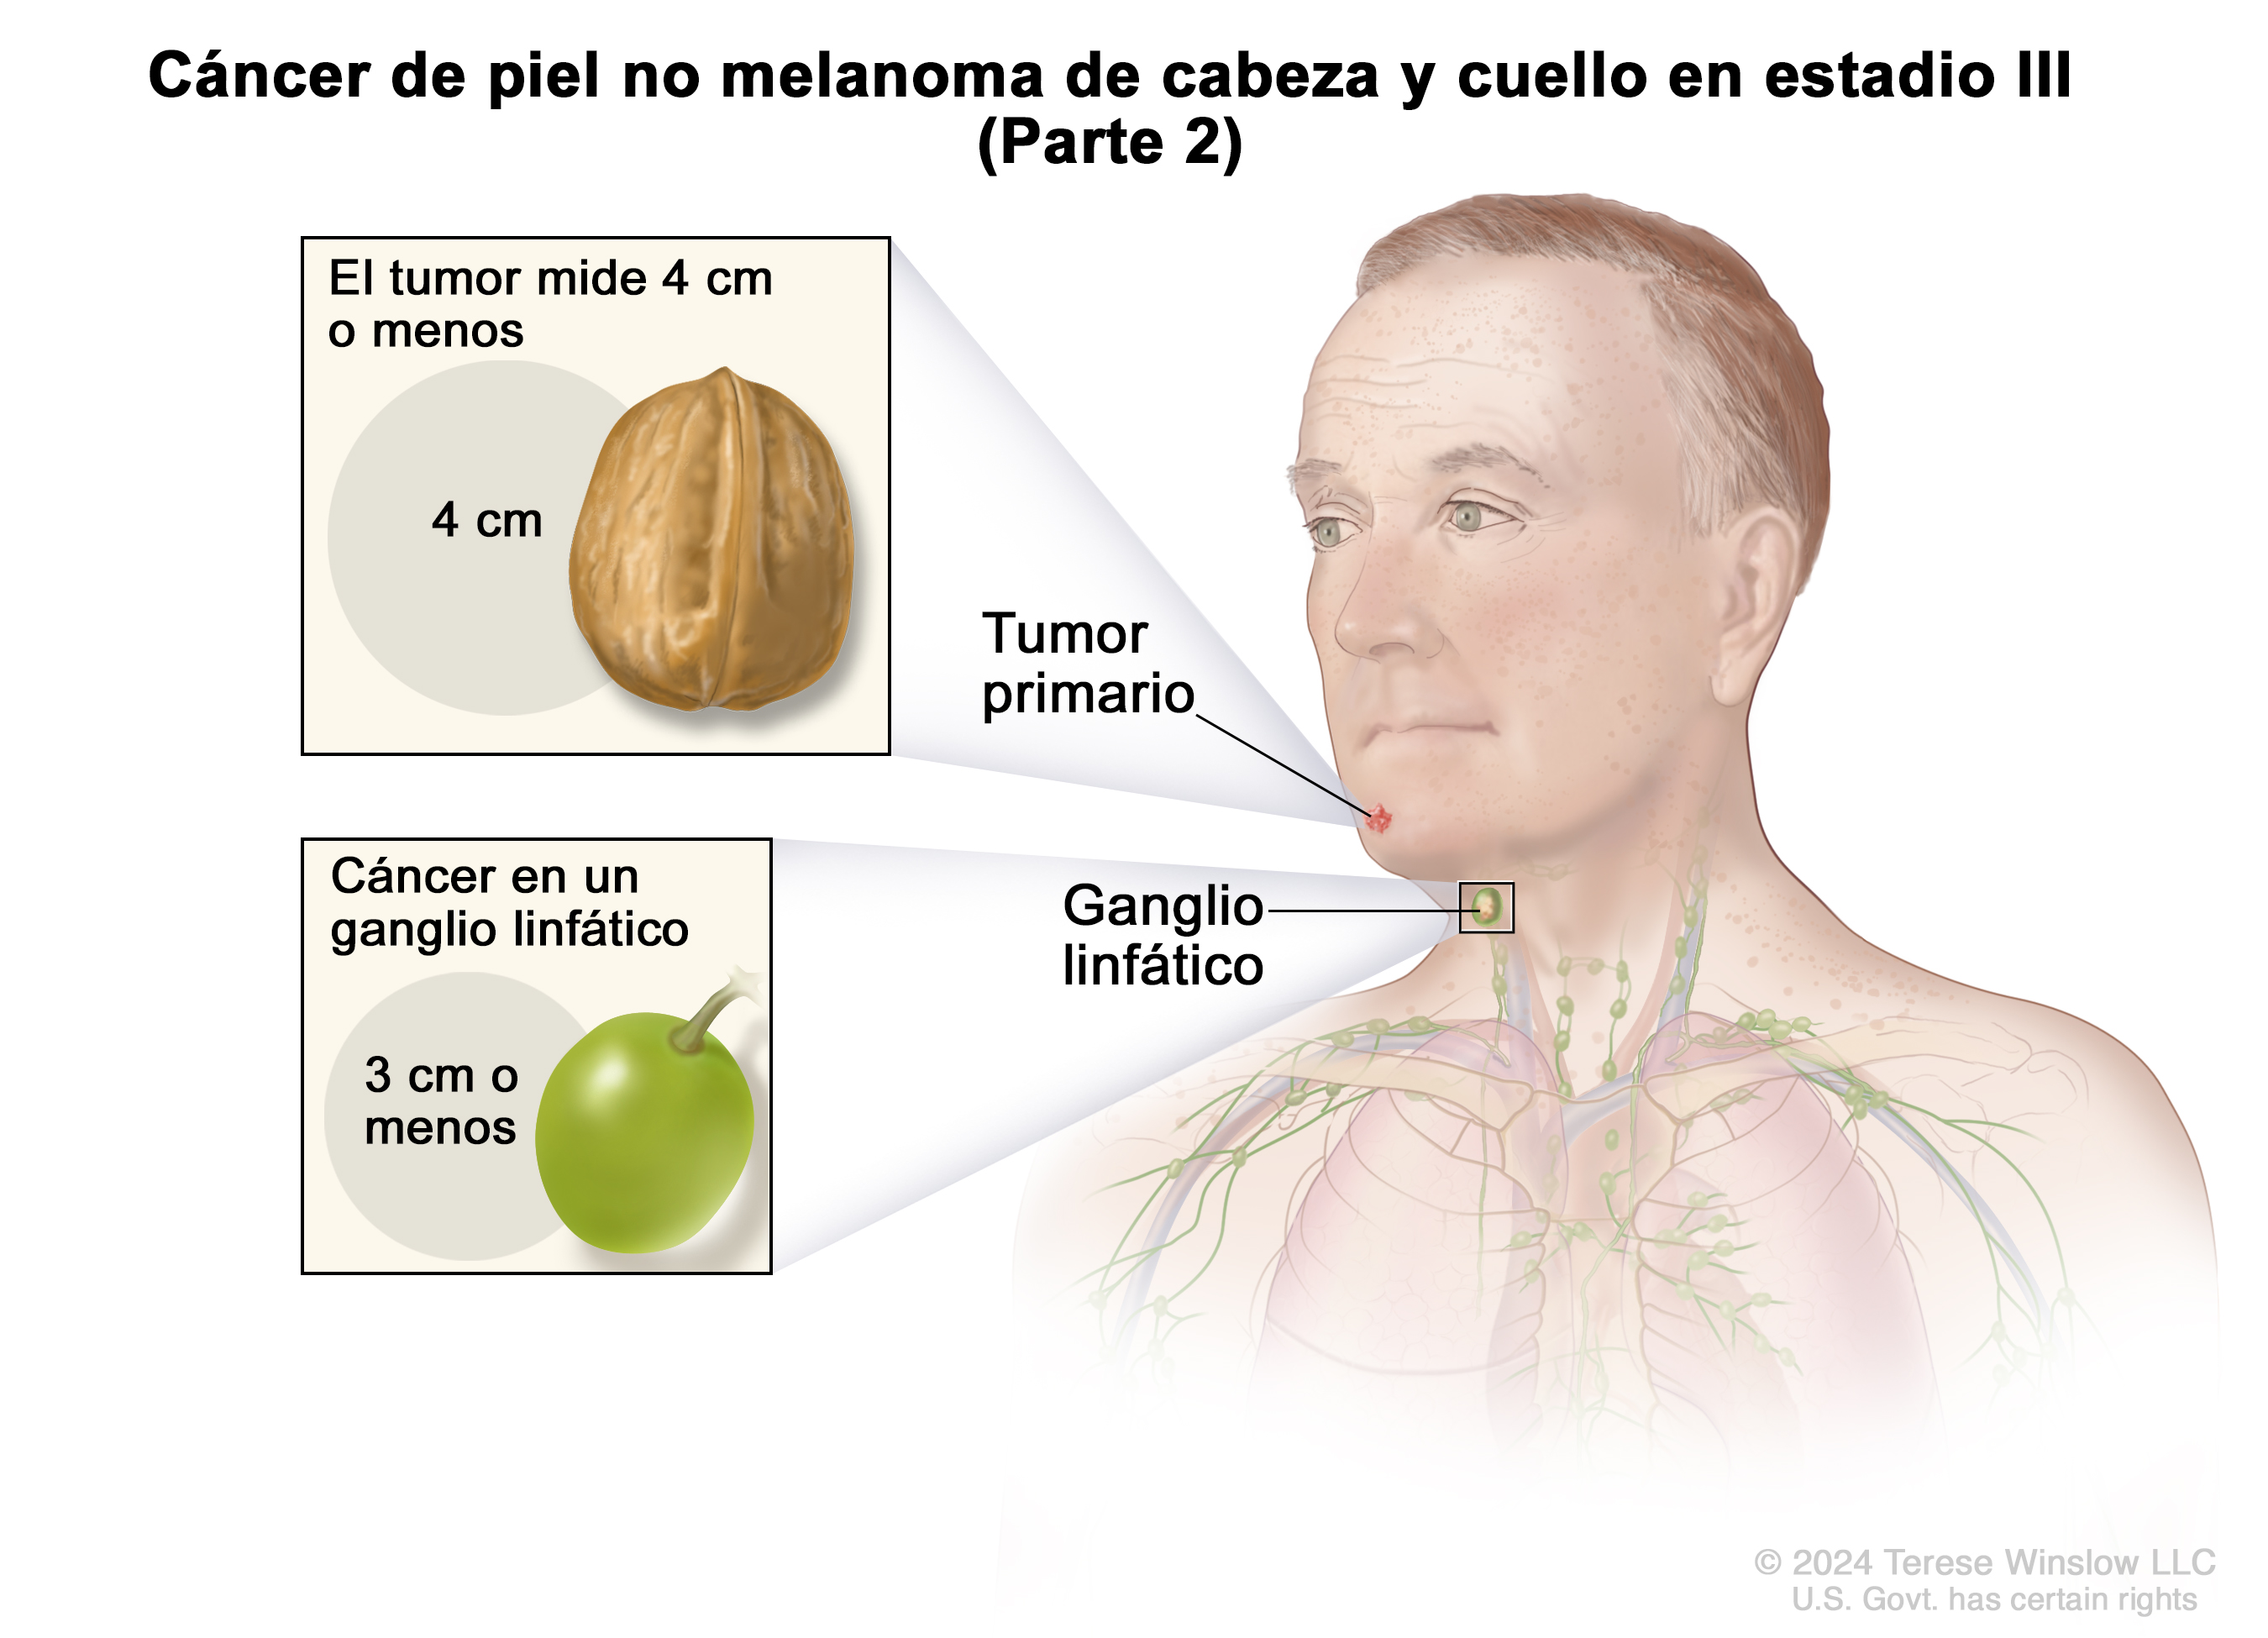 Cáncer de piel no melanoma de cabeza y cuello en estadio III
(Parte 2)
El tumor mide 4 cm
o menos
4 cm
Tumor
primario
Cáncer en un
ganglio linfático
3 cm o
menos
Ganglio
linfático
© 2024 Terese Winslow LLC
U.S. Govt. has certain rights